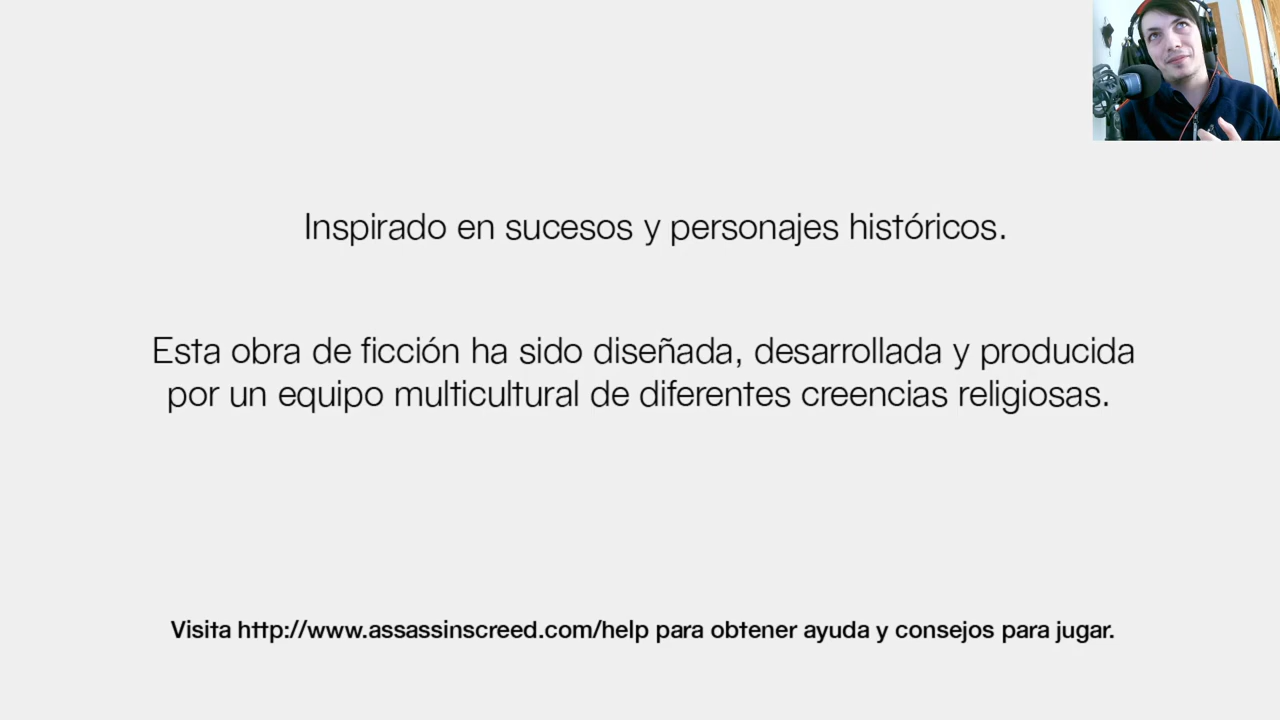 Inspirado en sucesos y personajes históricos.
Esta obra de ficción ha sido diseñada, desarrollada y producida
por un equipo multicultural de diferentes creencias religiosas.
Visita http://www.assassinscreed.com/help para obtener ayuda y consejos para jugar.